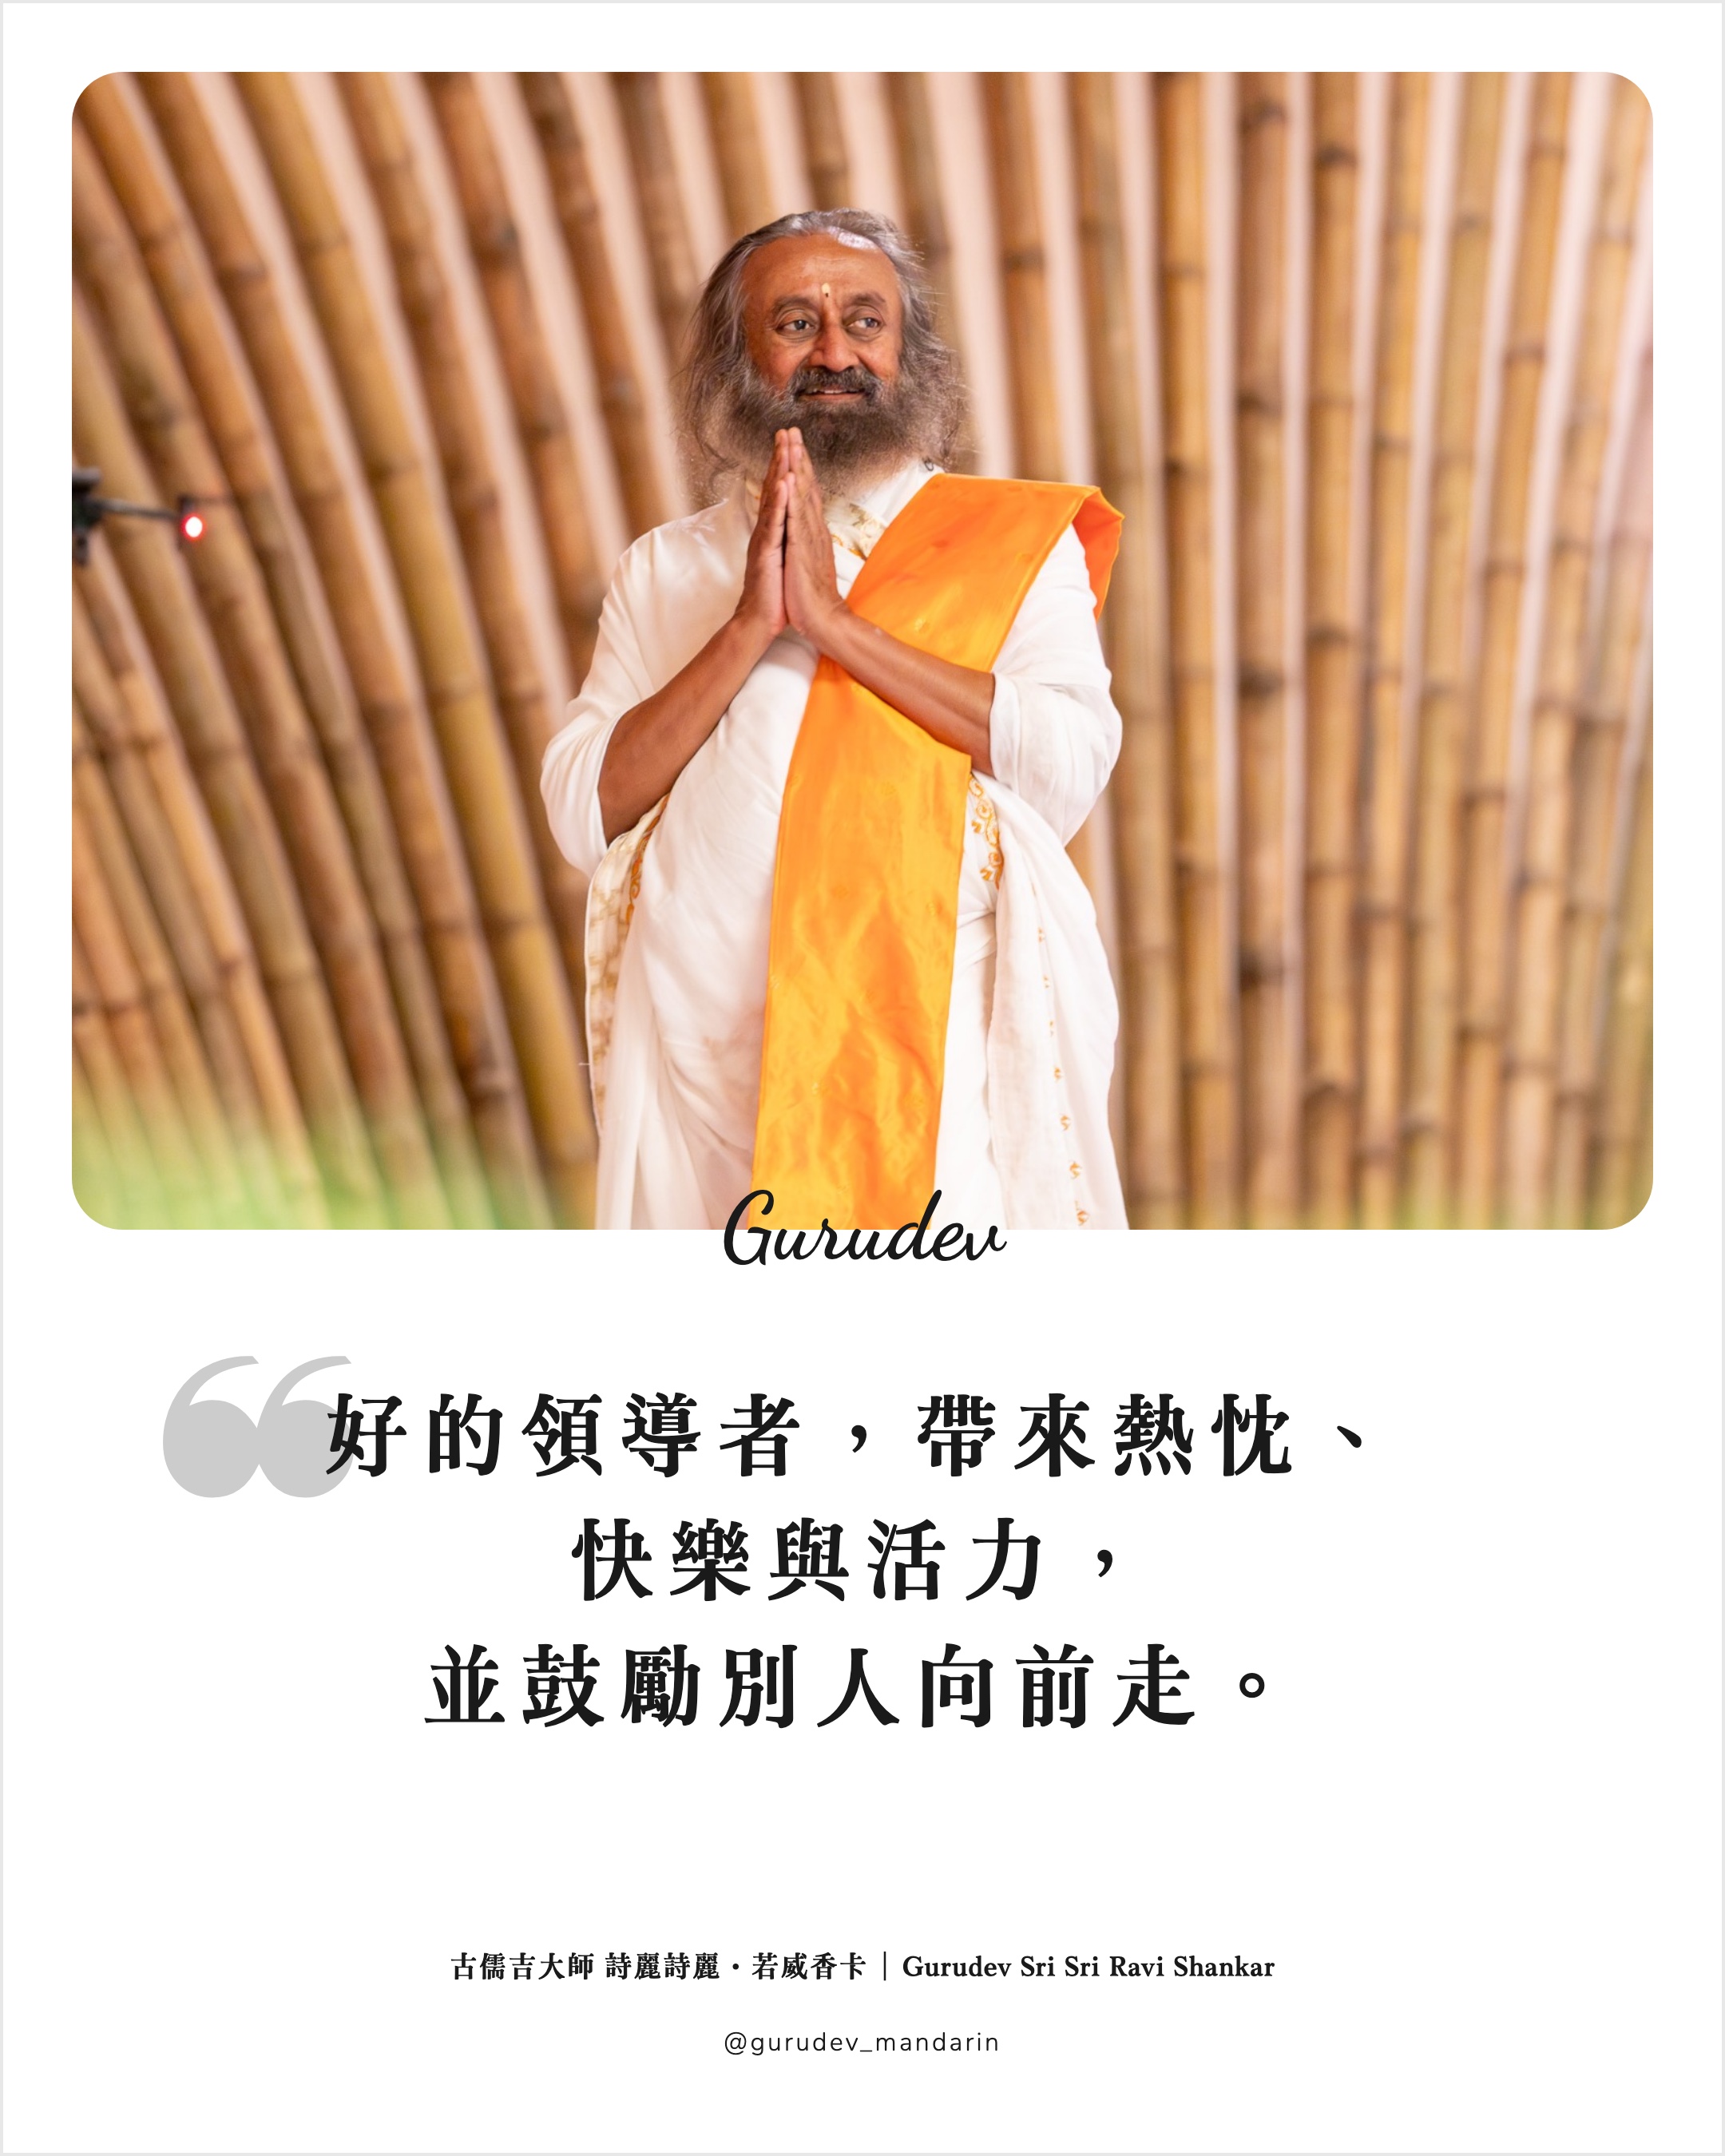 Gurudev
好的領導者，帶來熱忱、
快樂與活力，
並鼓勵別人向前走。
古儒吉大師 詩麗詩麗・若威香卡｜Gurudev Sri Sri Ravi Shankar
@gurudev_mandarin